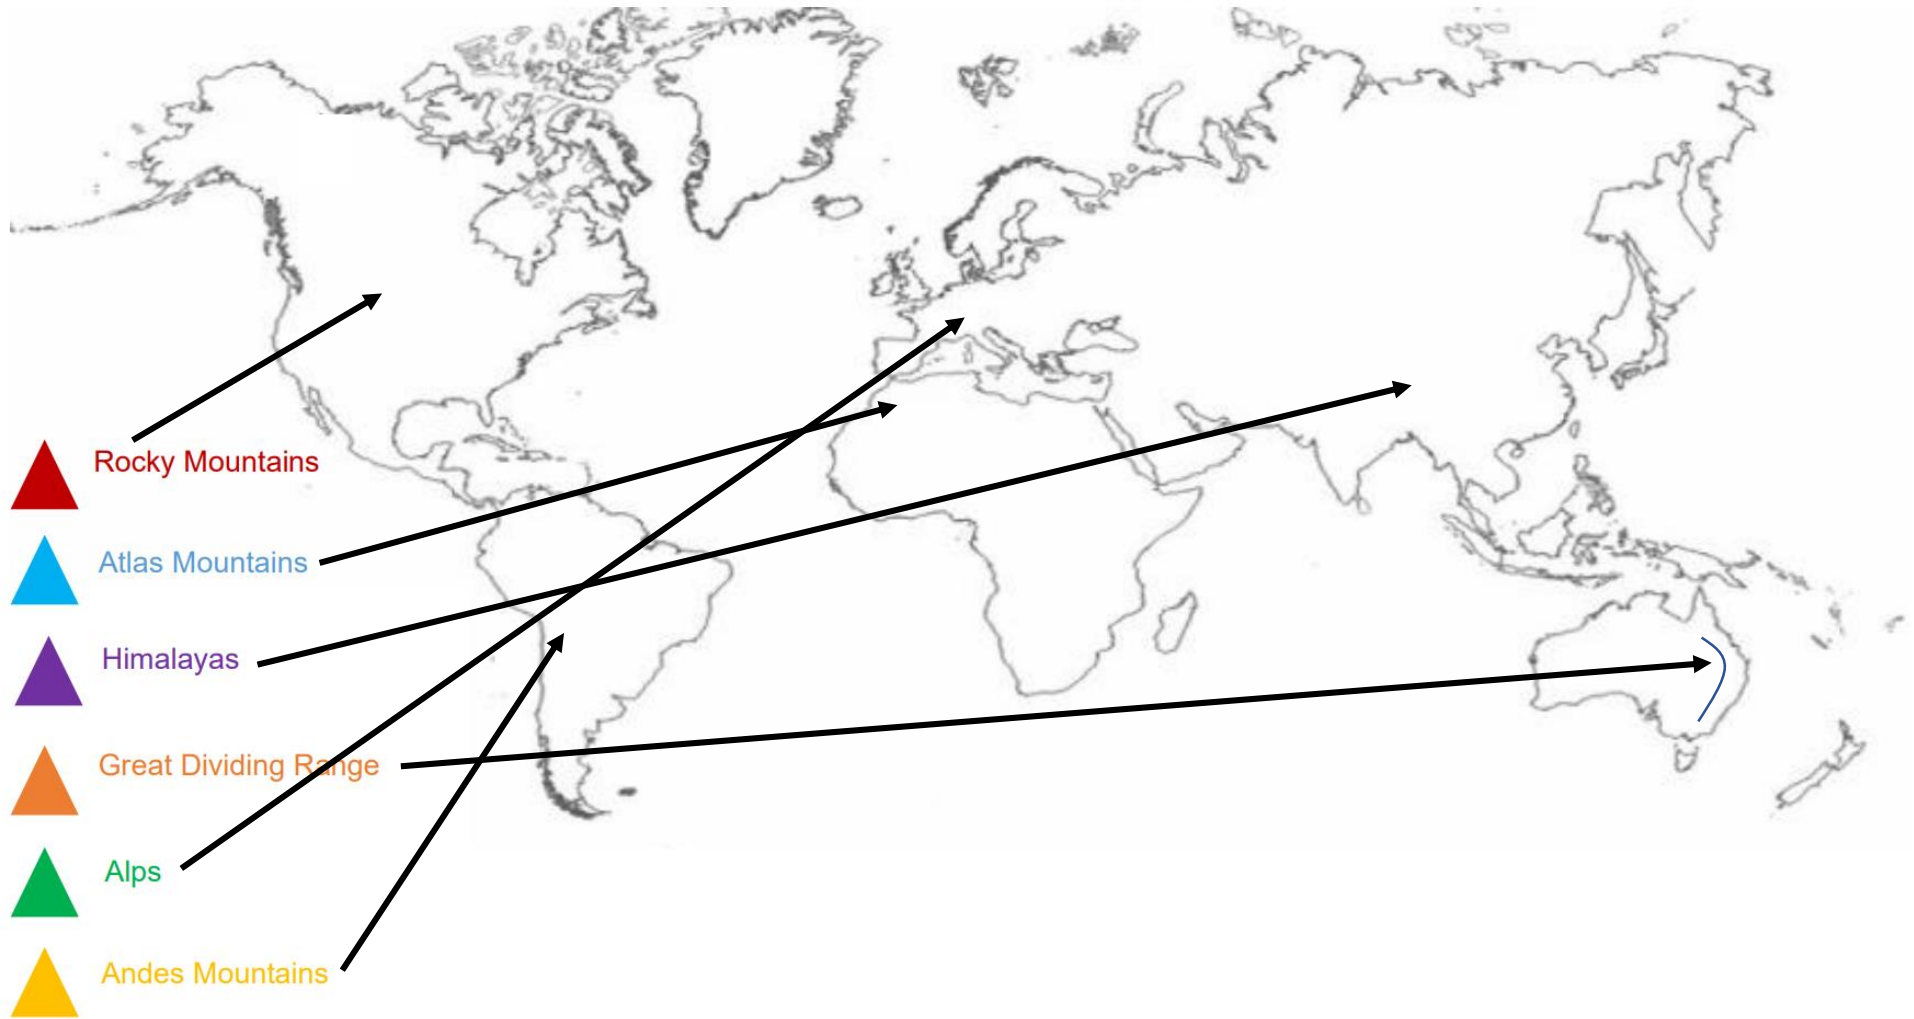 Rocky Mountains
Atlas Mountains
Himalayas
Great Dividing Range
Alps
Andes Mountains